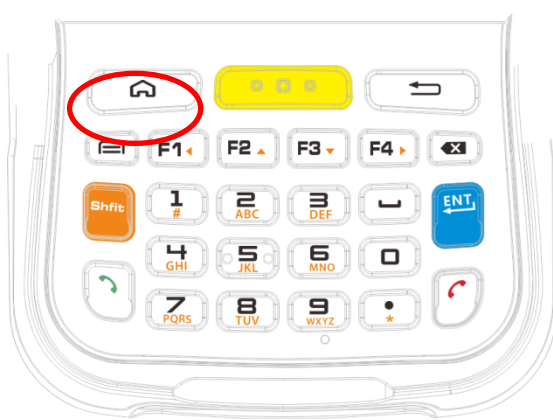 F1 F2 F3 F4
Shfit 1 # 2 ABC 3 DEF ENT
4 GHI 5 JKL 6 MNO 0
7 PQRS 8 TUV 9 WXYZ . *